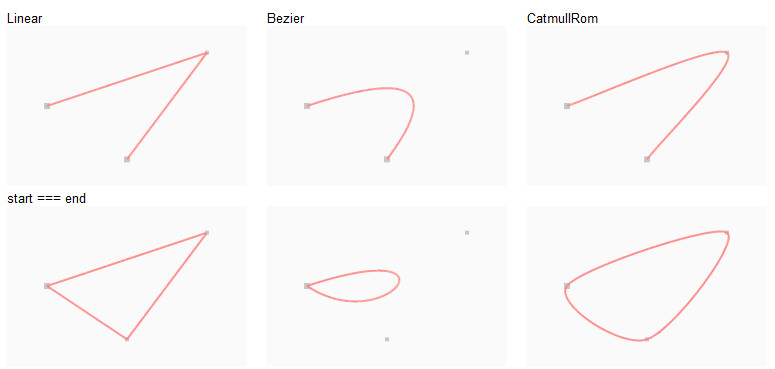 Linear
Bezier
CatmullRom
start === end